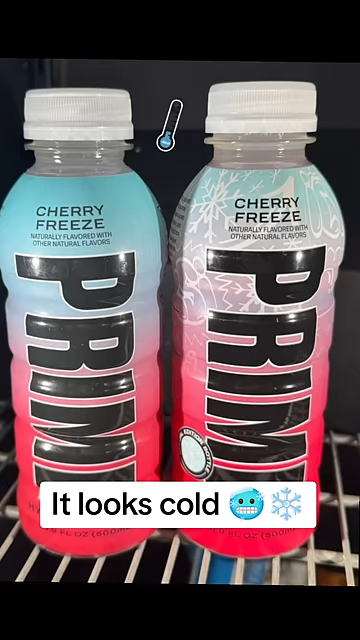 CHERRY
FREEZE
NATURALLY FLAVORED WITH
OTHER NATURAL FLAVORS
PRIME
CHERRY
FREEZE
NATURALLY FLAVORED WITH
OTHER NATURAL FLAVORS
PRIME
It looks cold 🥶❄️